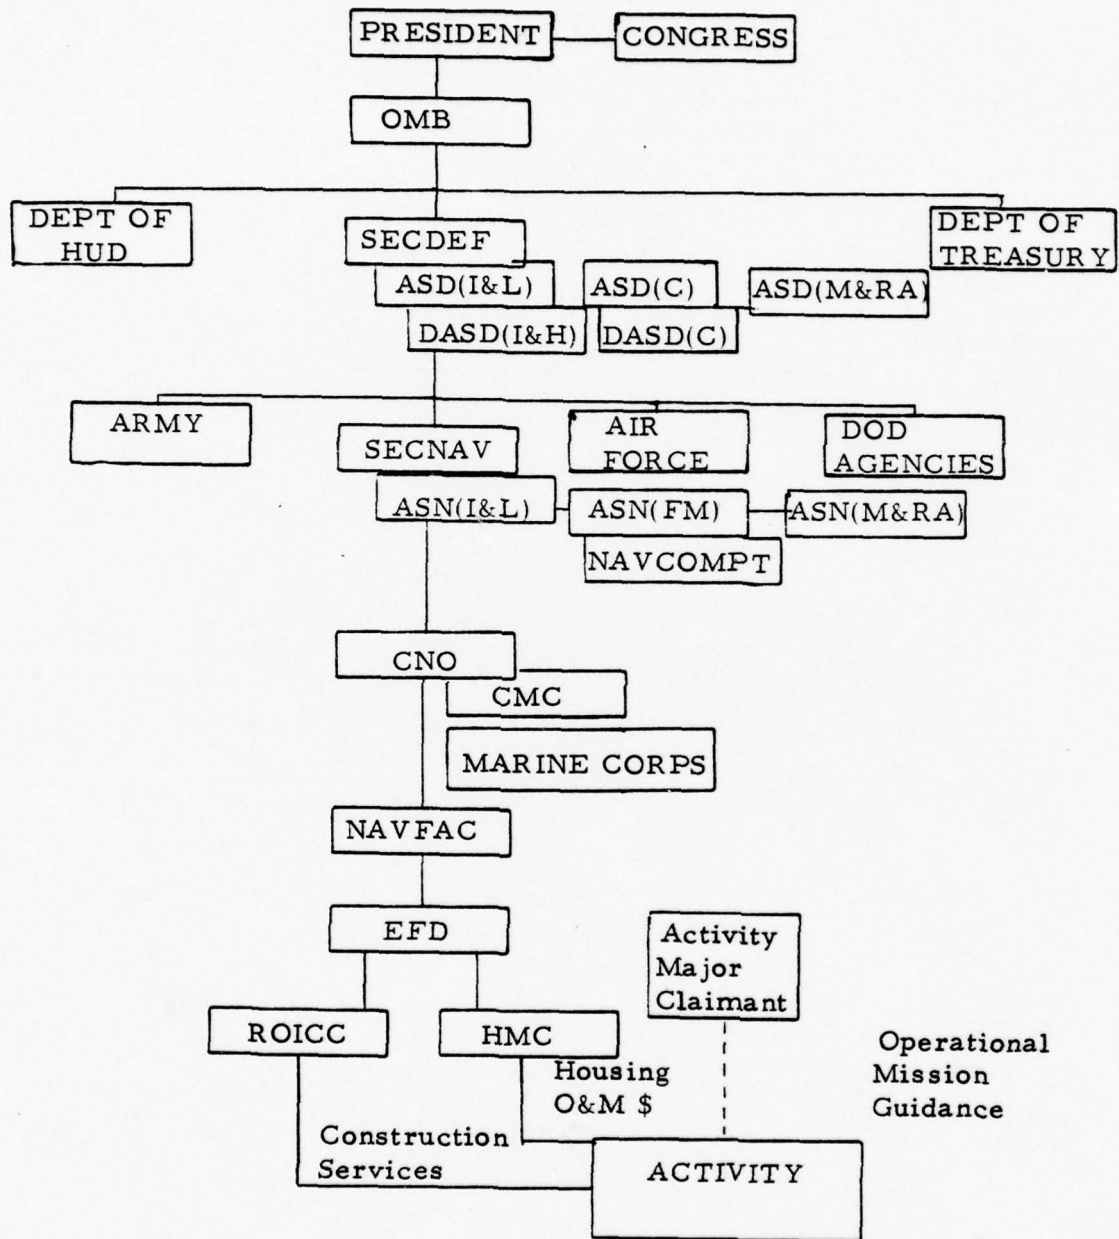 PRESIDENT
CONGRESS
OMB
DEPT OF
HUD
SECDEF
DEPT OF
TREASURY
ASD(I&L)
ASD(C)
ASD(M&RA)
DASD(I&H)
DASD(C)
ARMY
SECNAV
AIR
FORCE
DOD
AGENCIES
ASN(I&L)
ASN(FM)
ASN(M&RA)
NAVCOMPT
CNO
CMC
MARINE CORPS
NAVFAC
EFD
Activity
Major
Claimant
ROICC
HMC
Housing
O&M $
Operational
Mission
Guidance
Construction
Services
ACTIVITY